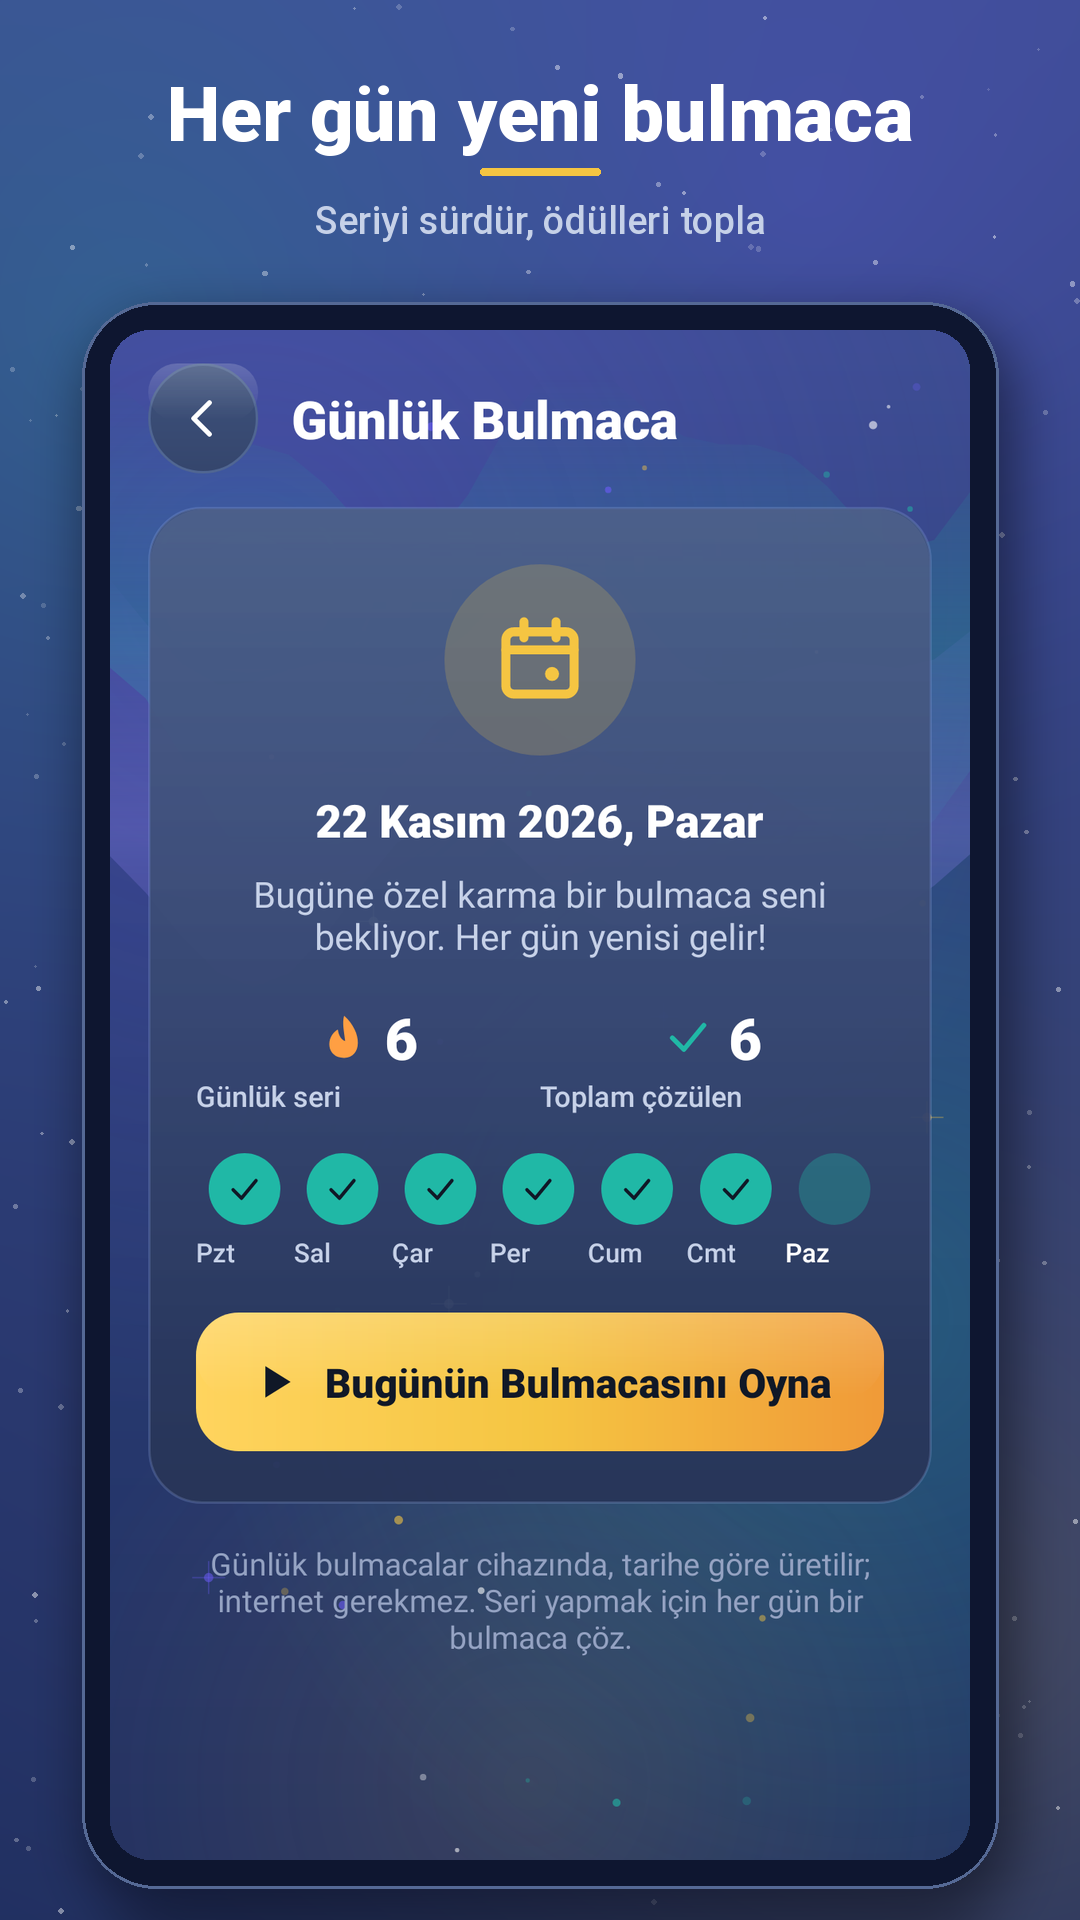 Her gün yeni bulmaca
Seriyi sürdür, ödülleri topla
Günlük Bulmaca
22 Kasım 2026, Pazar
Bugüne özel karma bir bulmaca seni
bekliyor. Her gün yenisi gelir!
6
6
Günlük seri
Toplam çözülen
Pzt Sal Çar Per Cum Cmt Paz
Bugünün Bulmacasını Oyna
Günlük bulmacalar cihazında, tarihe göre üretilir;
internet gerekmez. Seri yapmak için her gün bir
bulmaca çöz.